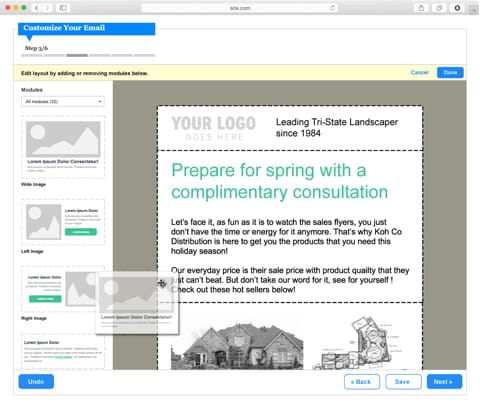 site.com
Customize Your Email
Step 3/6
Edit layout by adding or removing modules below.
Cancel
Done
Modules
All modules (32)
Lorem Ipsum Dolor Consectetur!
Wide Image
Lorem Ipsum Dolor
Left Image
Lorem Ipsum Dolor
Right Image
Lorem Ipsum Dolor
Lorem Ipsum Dolor Consectetur!
YOUR LOGO
GOES HERE
Leading Tri-State Landscaper
since 1984
Prepare for spring with a
complimentary consultation
Let's face it, as fun as it is to watch the sales flyers, you just
don't have the time or energy for it anymore. That's why Koh Co
Distribution is here to get you the products that you need this
holiday season!
Our everyday price is their sale price with product quailty that they
just can't beat. But don't take our word for it, see for yourself !
Check out these hot sellers below!
Undo
« Back
Save
Next »